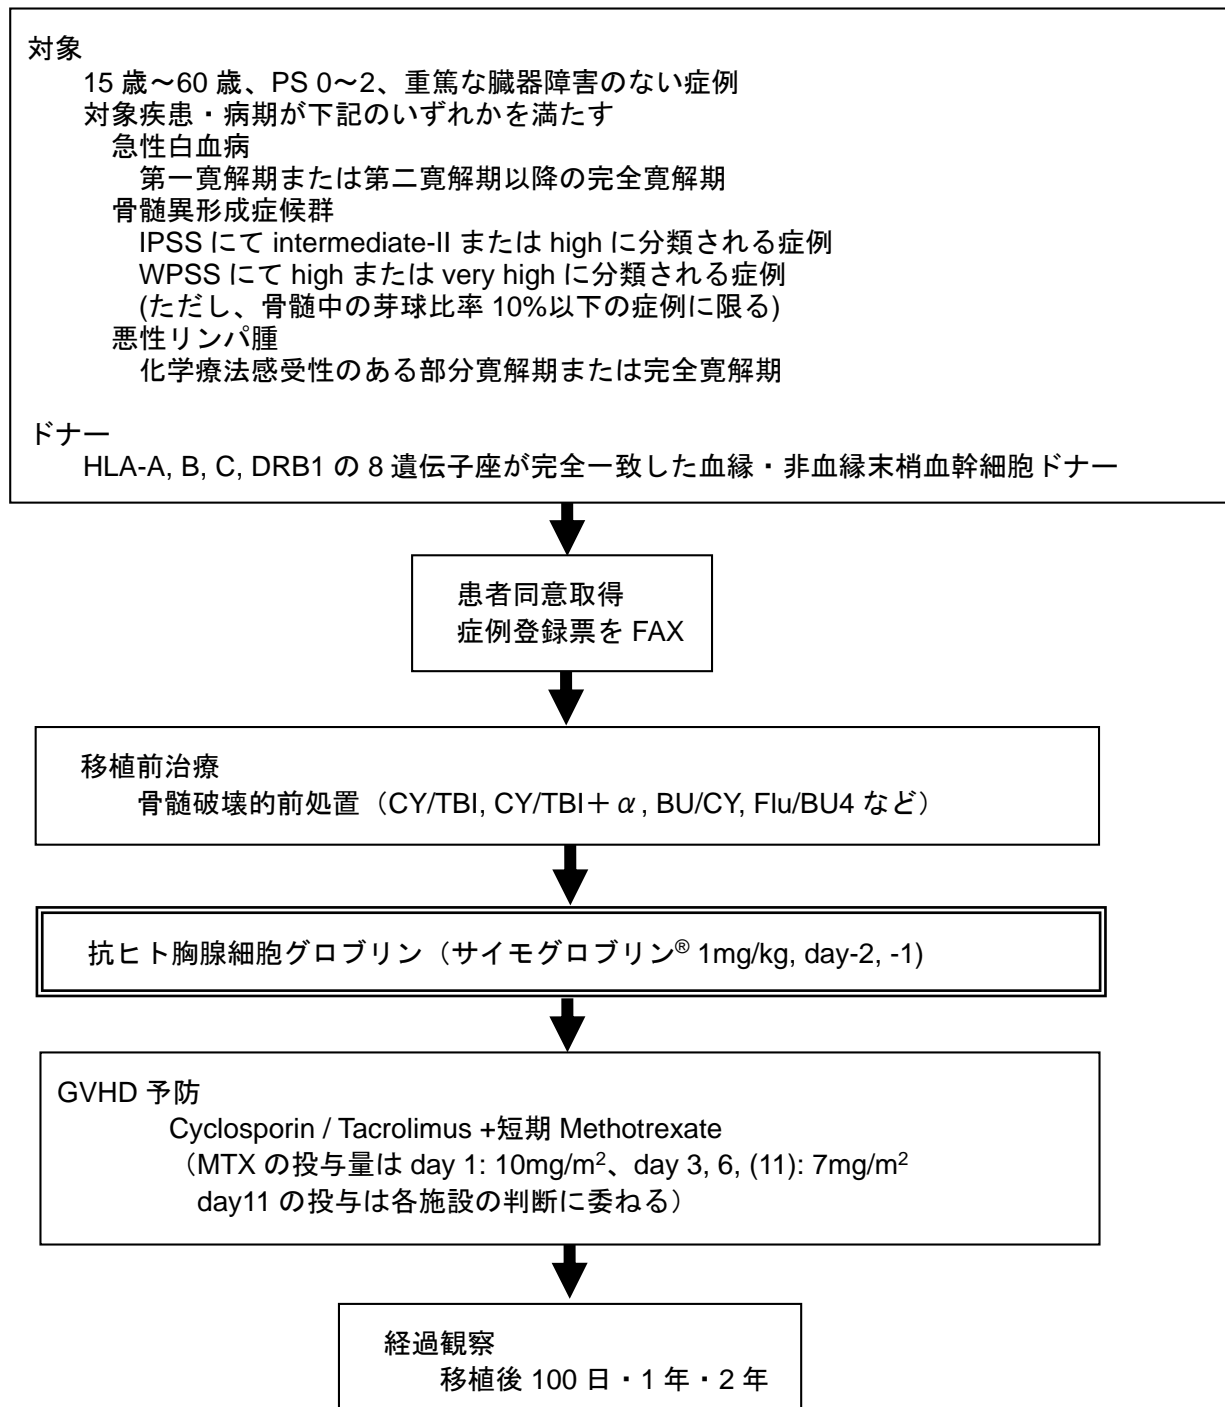 対象
15 歳～60 歳、PS 0～2、重篤な臓器障害のない症例
対象疾患・病期が下記のいずれかを満たす
急性白血病
第一寛解期または第二寛解期以降の完全寛解期
骨髄異形成症候群
IPSS にて intermediate-II または high に分類される症例
WPSS にて high または very high に分類される症例
(ただし、骨髄中の芽球比率 10%以下の症例に限る)
悪性リンパ腫
化学療法感受性のある部分寛解期または完全寛解期
ドナー
HLA-A, B, C, DRB1 の 8 遺伝子座が完全一致した血縁・非血縁末梢血幹細胞ドナー
患者同意取得
症例登録票を FAX
移植前治療
骨髄破壊的前処置（CY/TBI, CY/TBI＋α, BU/CY, Flu/BU4 など）
抗ヒト胸腺細胞グロブリン（サイモグロブリン® 1mg/kg, day-2, -1)
GVHD 予防
Cyclosporin / Tacrolimus +短期 Methotrexate
（MTX の投与量は day 1: 10mg/m²、day 3, 6, (11): 7mg/m²
day11 の投与は各施設の判断に委ねる）
経過観察
移植後 100 日・1 年・2 年